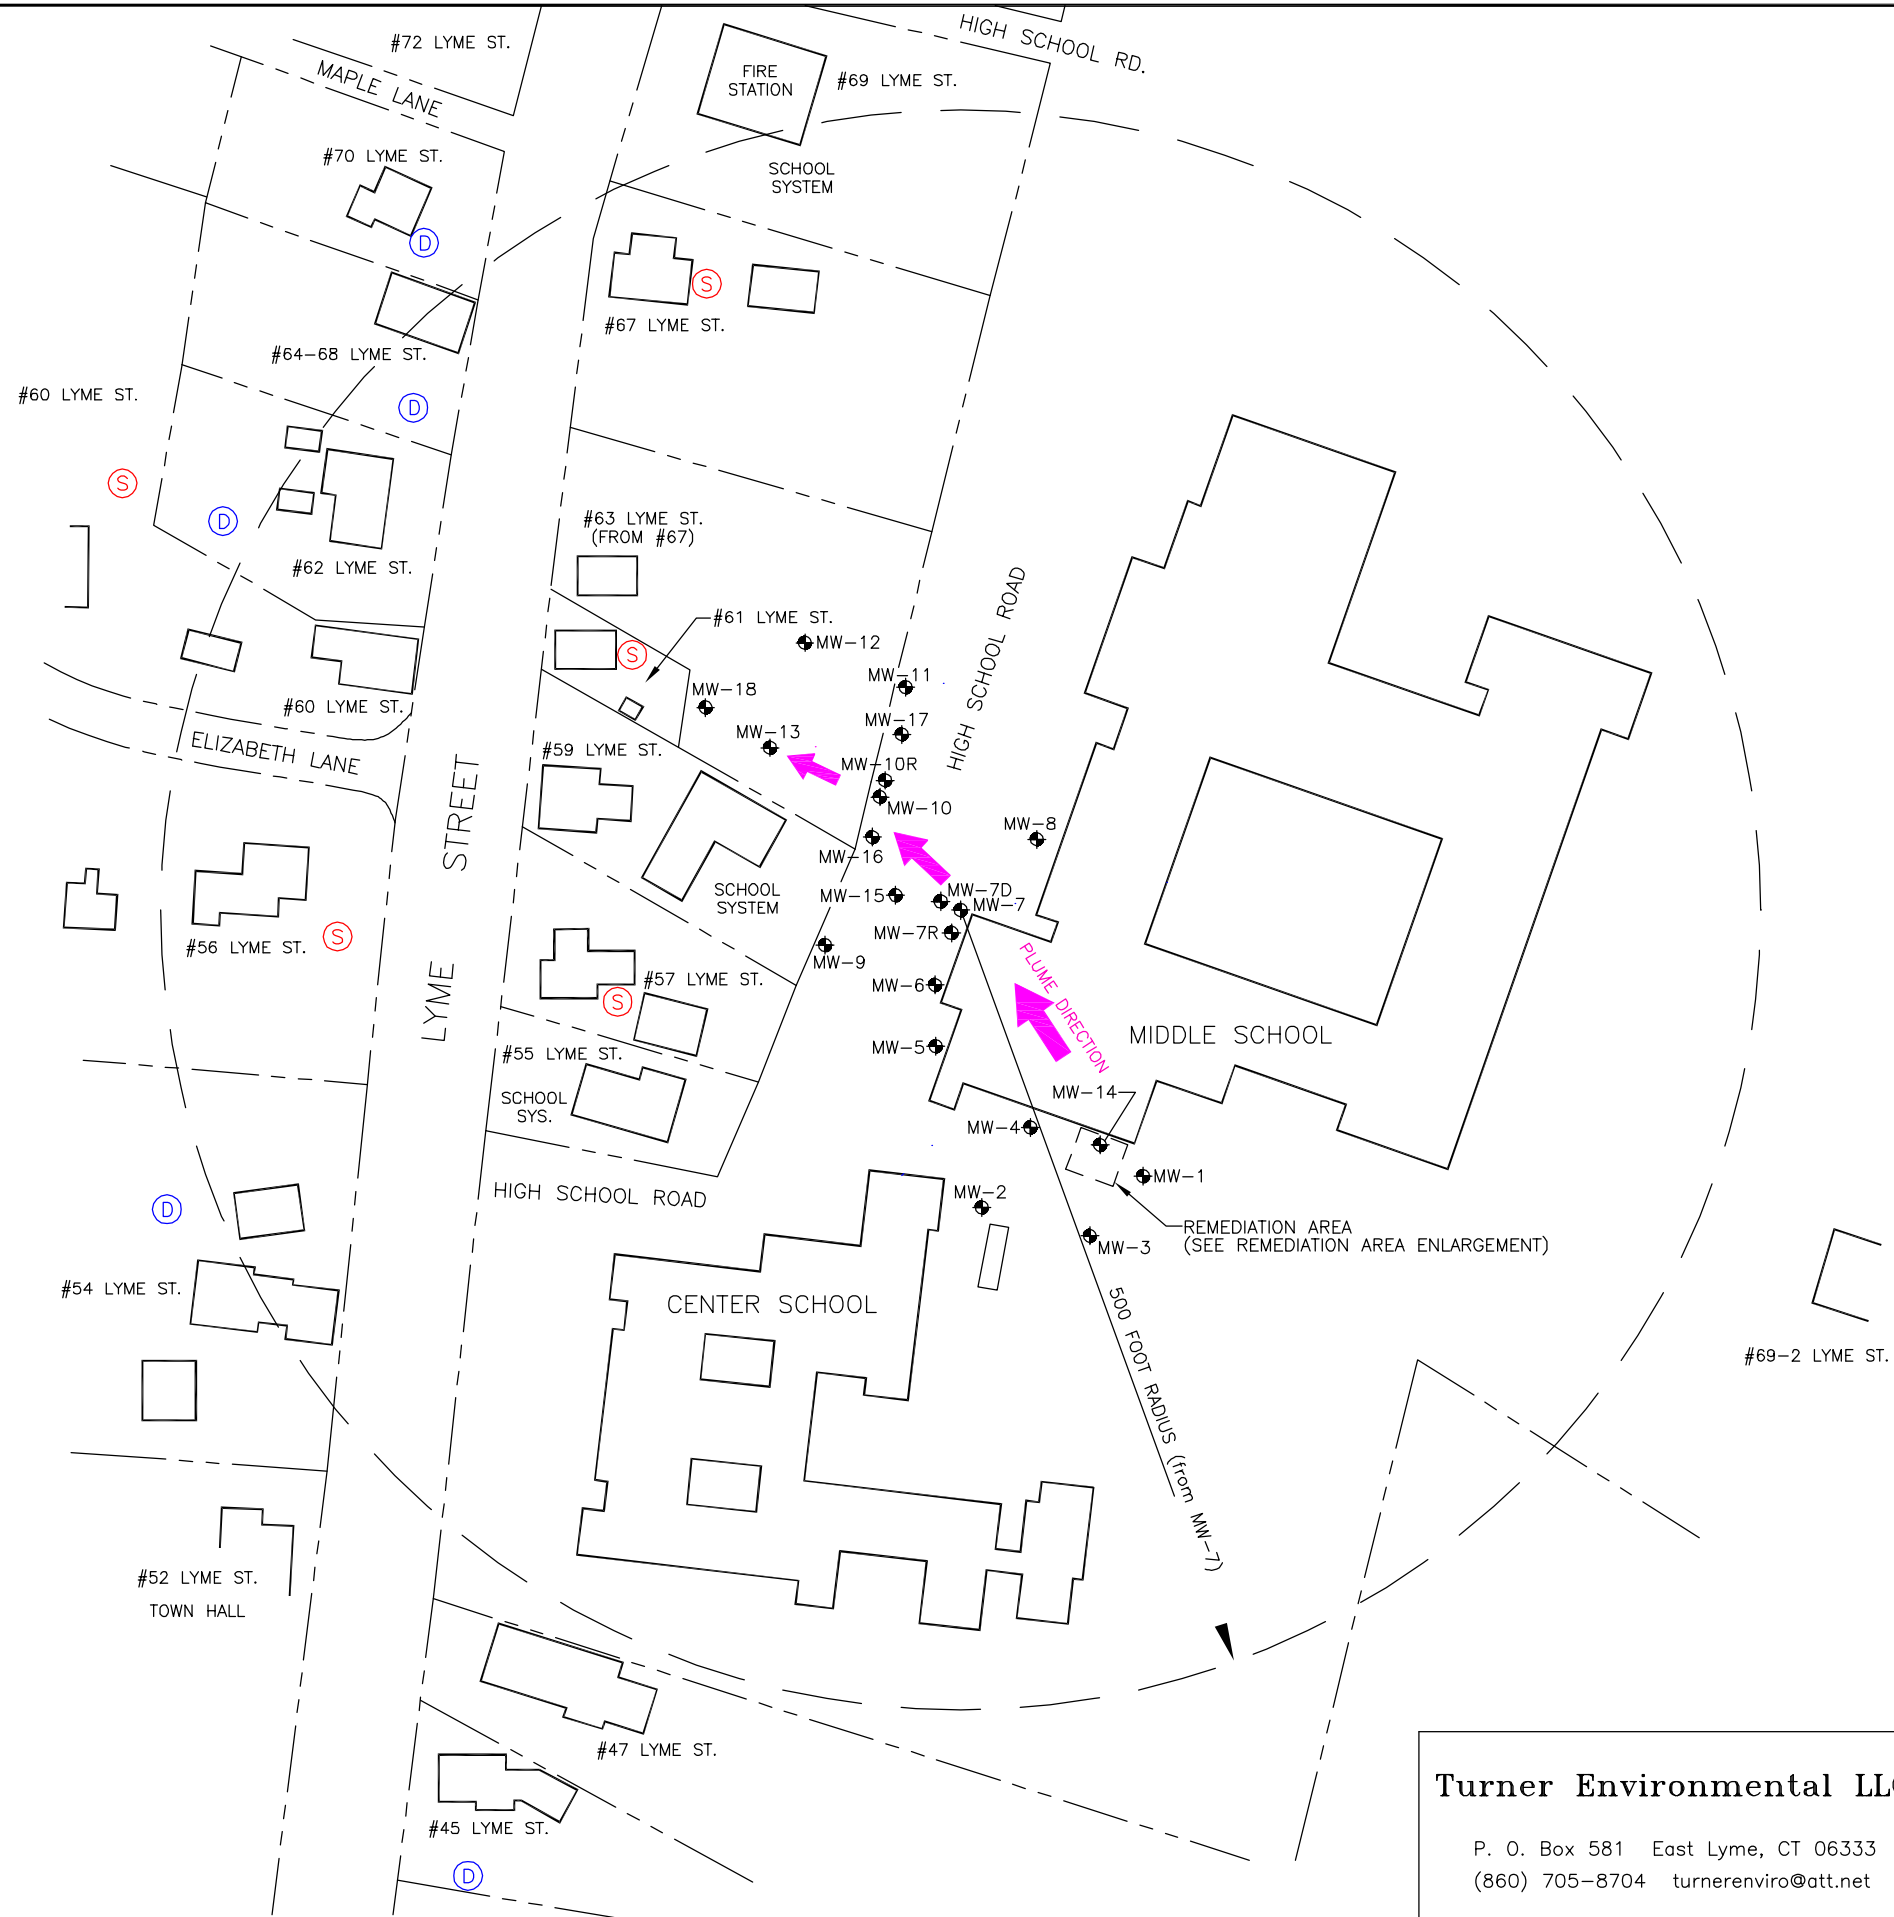 #72 LYME ST.
HIGH SCHOOL RD.
MAPLE LANE
FIRE
STATION
#69 LYME ST.
#70 LYME ST.
SCHOOL
SYSTEM
D
S
#67 LYME ST.
#64-68 LYME ST.
#60 LYME ST.
D
S
D
#63 LYME ST.
(FROM #67)
#62 LYME ST.
HIGH SCHOOL ROAD
#61 LYME ST.
MW-12
S
MW-11
MW-18
#60 LYME ST.
MW-17
MW-13
ELIZABETH LANE
#59 LYME ST.
MW-10R
MW-10
LYME STREET
MW-8
MW-16
MW-15
MW-7D
MW-7
SCHOOL
SYSTEM
MW-7R
S
#56 LYME ST.
MW-9
#57 LYME ST.
MW-6
S
PLUME DIRECTION
MIDDLE SCHOOL
MW-5
#55 LYME ST.
SCHOOL
SYS.
MW-14
MW-4
MW-1
HIGH SCHOOL ROAD
MW-2
D
REMEDIATION AREA
(SEE REMEDIATION AREA ENLARGEMENT)
MW-3
#54 LYME ST.
CENTER SCHOOL
500 FOOT RADIUS (from MW-7)
#69-2 LYME ST.
#52 LYME ST.
TOWN HALL
#47 LYME ST.
#45 LYME ST.
D
Turner Environmental LLC
P. O. Box 581 East Lyme, CT 06333
(860) 705-8704 turnerenviro@att.net